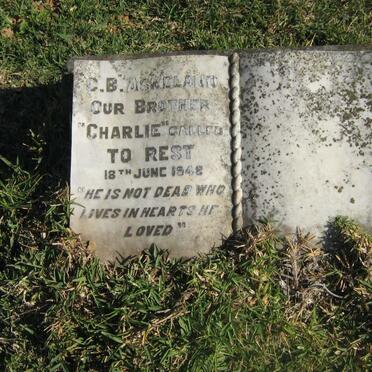 C.B. ACKLAND
OUR BROTHER
"CHARLIE" CALLED
TO REST
18TH JUNE 1948
"HE IS NOT DEAD WHO
LIVES IN HEARTS HE
LOVED"